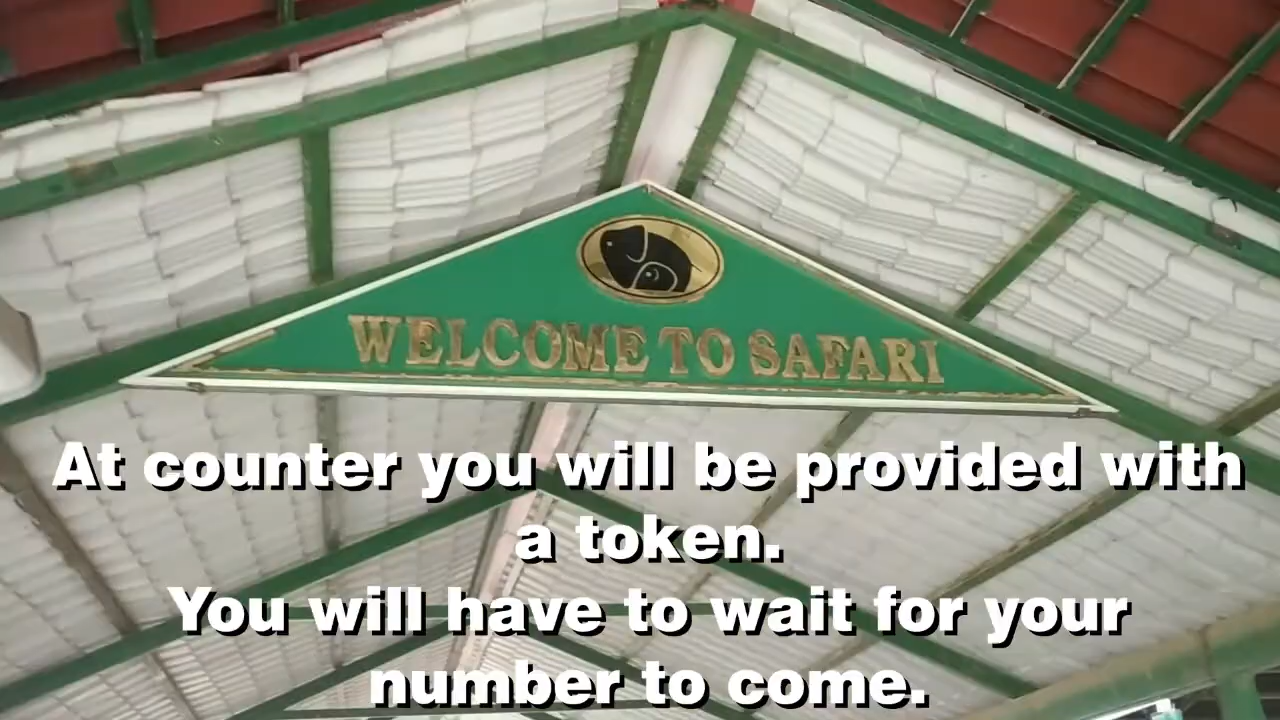 WELCOME TO SAFARI
At counter you will be provided with
a token.
You will have to wait for your
number to come.